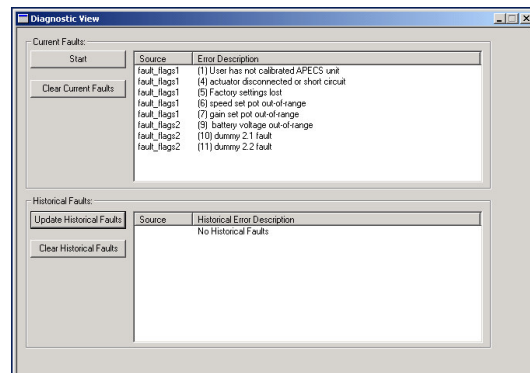 Diagnostic View
Current Faults:
Start
Clear Current Faults
Source Error Description
fault_flags1 (1) User has not calibrated APECS unit
fault_flags1 (4) actuator disconnected or short circuit
fault_flags1 (5) Factory settings lost
fault_flags1 (6) speed set pot out-of-range
fault_flags1 (7) gain set pot out-of-range
fault_flags2 (9) battery voltage out-of-range
fault_flags2 (10) dummy 2.1 fault
fault_flags2 (11) dummy 2.2 fault
Historical Faults:
Update Historical Faults
Clear Historical Faults
Source Historical Error Description
No Historical Faults